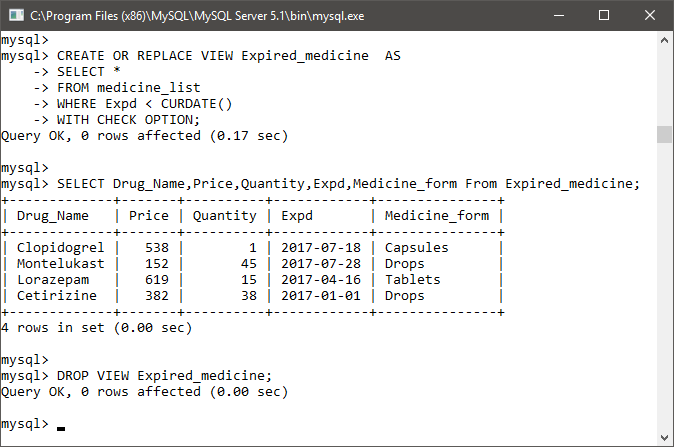 C:\Program Files (x86)\MySQL\MySQL Server 5.1\bin\mysql.exe
mysql>
mysql> CREATE OR REPLACE VIEW Expired_medicine  AS
    -> SELECT *
    -> FROM medicine_list
    -> WHERE Expd < CURDATE()
    -> WITH CHECK OPTION;
Query OK, 0 rows affected (0.17 sec)

mysql>
mysql> SELECT Drug_Name,Price,Quantity,Expd,Medicine_form From Expired_medicine;
+-------------+-------+----------+------------+---------------+
| Drug_Name   | Price | Quantity | Expd       | Medicine_form |
+-------------+-------+----------+------------+---------------+
| Clopidogrel |   538 |        1 | 2017-07-18 | Capsules      |
| Montelukast |   152 |       45 | 2017-07-28 | Drops         |
| Lorazepam   |   619 |       15 | 2017-04-16 | Tablets       |
| Cetirizine  |   382 |       38 | 2017-01-01 | Drops         |
+-------------+-------+----------+------------+---------------+
4 rows in set (0.00 sec)

mysql>
mysql> DROP VIEW Expired_medicine;
Query OK, 0 rows affected (0.00 sec)

mysql>